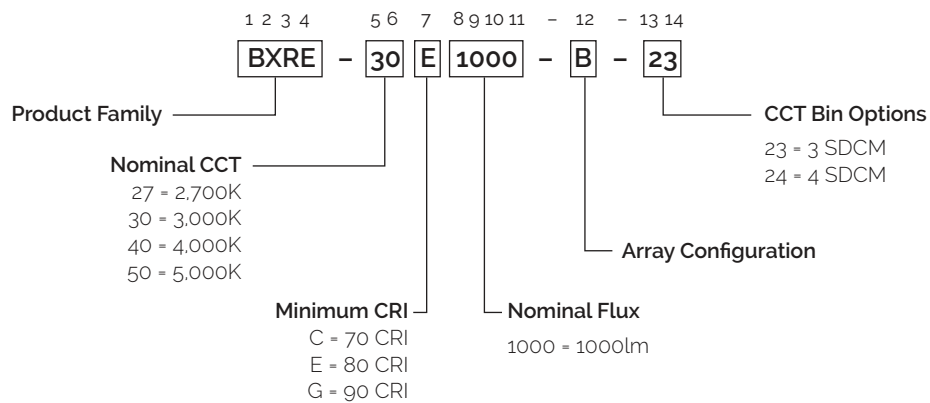 1 2 3 4 5 6 7 8 9 10 11 – 12 – 13 14
BXRE – 30 E 1000 – B – 23
Product Family
CCT Bin Options
23 = 3 SDCM
24 = 4 SDCM
Nominal CCT
27 = 2,700K
30 = 3,000K
40 = 4,000K
50 = 5,000K
Array Configuration
Minimum CRI
C = 70 CRI
E = 80 CRI
G = 90 CRI
Nominal Flux
1000 = 1000lm